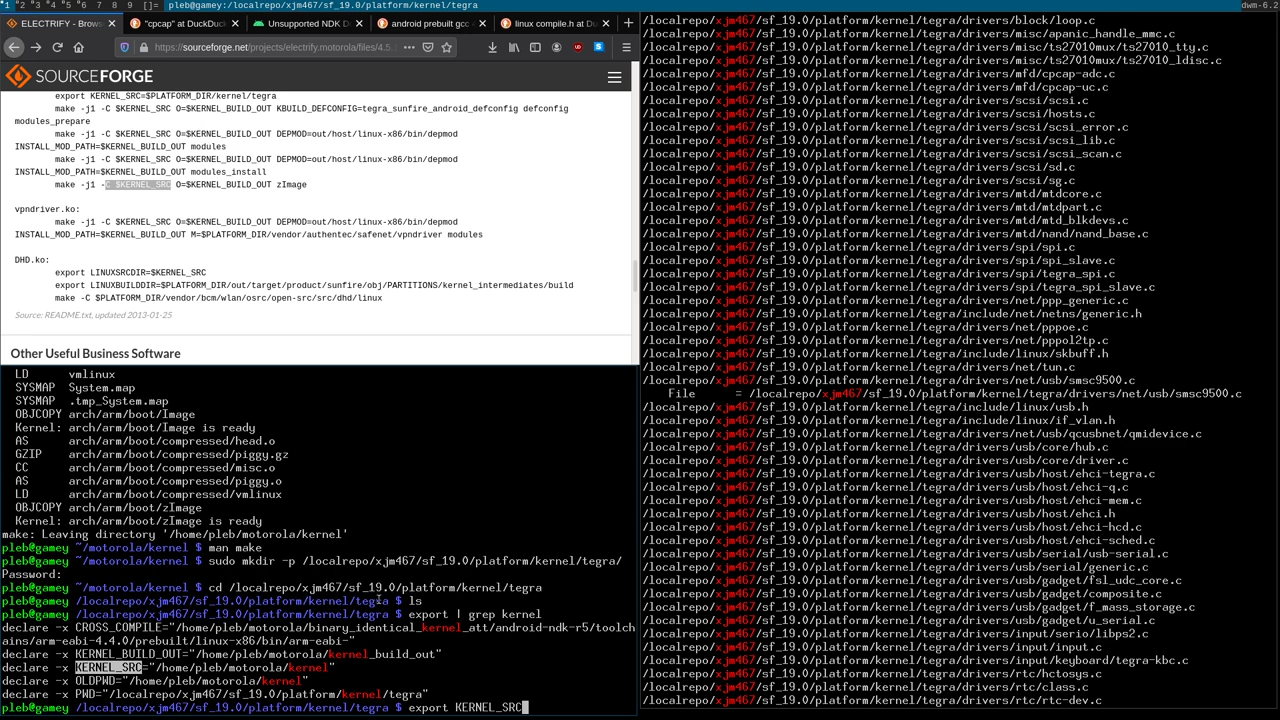 1 2 3 4 5 6 7 8 9 []= pleb@gamey:/localrepo/xjm467/sf_19.0/platform/kernel/tegra
dwm-6.2
ELECTRIFY - Brows
"cpcap" at DuckDuc
Unsupported NDK D
android prebuilt gcc
linux compile.h at Du
https://sourceforge.net/projects/electrify.motorola/files/4.5.
SOURCEFORGE
export KERNEL_SRC=$PLATFORM_DIR/kernel/tegra
make -j1 -C $KERNEL_SRC O=$KERNEL_BUILD_OUT KBUILD_DEFCONFIG=tegra_sunfire_android_defconfig defconfig
modules_prepare
make -j1 -C $KERNEL_SRC O=$KERNEL_BUILD_OUT DEPMOD=out/host/linux-x86/bin/depmod
INSTALL_MOD_PATH=$KERNEL_BUILD_OUT modules
make -j1 -C $KERNEL_SRC O=$KERNEL_BUILD_OUT DEPMOD=out/host/linux-x86/bin/depmod
INSTALL_MOD_PATH=$KERNEL_BUILD_OUT modules_install
make -j1 -C $KERNEL_SRC O=$KERNEL_BUILD_OUT zImage
vpndriver.ko:
make -j1 -C $KERNEL_SRC O=$KERNEL_BUILD_OUT DEPMOD=out/host/linux-x86/bin/depmod
INSTALL_MOD_PATH=$KERNEL_BUILD_OUT M=$PLATFORM_DIR/vendor/authentec/safenet/vpndriver modules
DHD.ko:
export LINUXSRCDIR=$KERNEL_SRC
export LINUXBUILDDIR=$PLATFORM_DIR/out/target/product/sunfire/obj/PARTITIONS/kernel_intermediates/build
make -C $PLATFORM_DIR/vendor/bcm/wlan/osrc/open-src/src/dhd/linux
Source: README.txt, updated 2013-01-25
Other Useful Business Software
LD vmlinux
SYSMAP System.map
SYSMAP .tmp_System.map
OBJCOPY arch/arm/boot/Image
Kernel: arch/arm/boot/Image is ready
AS arch/arm/boot/compressed/head.o
GZIP arch/arm/boot/compressed/piggy.gz
CC arch/arm/boot/compressed/misc.o
AS arch/arm/boot/compressed/piggy.o
LD arch/arm/boot/compressed/vmlinux
OBJCOPY arch/arm/boot/zImage
Kernel: arch/arm/boot/zImage is ready
make: Leaving directory '/home/pleb/motorola/kernel'
pleb@gamey ~/motorola/kernel $ man make
pleb@gamey ~/motorola/kernel $ sudo mkdir -p /localrepo/xjm467/sf_19.0/platform/kernel/tegra/
Password:
pleb@gamey ~/motorola/kernel $ cd /localrepo/xjm467/sf_19.0/platform/kernel/tegra
pleb@gamey /localrepo/xjm467/sf_19.0/platform/kernel/tegra $ ls
pleb@gamey /localrepo/xjm467/sf_19.0/platform/kernel/tegra $ export | grep kernel
declare -x CROSS_COMPILE="/home/pleb/motorola/binary_identical_kernel_att/android-ndk-r5/toolch
ains/arm-eabi-4.4.0/prebuilt/linux-x86/bin/arm-eabi-"
declare -x KERNEL_BUILD_OUT="/home/pleb/motorola/kernel_build_out"
declare -x KERNEL_SRC="/home/pleb/motorola/kernel"
declare -x OLDPWD="/home/pleb/motorola/kernel"
declare -x PWD="/localrepo/xjm467/sf_19.0/platform/kernel/tegra"
pleb@gamey /localrepo/xjm467/sf_19.0/platform/kernel/tegra $ export KERNEL_SRC
/localrepo/xjm467/sf_19.0/platform/kernel/tegra/drivers/block/loop.c
/localrepo/xjm467/sf_19.0/platform/kernel/tegra/drivers/misc/apanic_handle_mmc.c
/localrepo/xjm467/sf_19.0/platform/kernel/tegra/drivers/misc/ts27010mux/ts27010_tty.c
/localrepo/xjm467/sf_19.0/platform/kernel/tegra/drivers/misc/ts27010mux/ts27010_ldisc.c
/localrepo/xjm467/sf_19.0/platform/kernel/tegra/drivers/mfd/cpcap-adc.c
/localrepo/xjm467/sf_19.0/platform/kernel/tegra/drivers/mfd/cpcap-uc.c
/localrepo/xjm467/sf_19.0/platform/kernel/tegra/drivers/scsi/scsi.c
/localrepo/xjm467/sf_19.0/platform/kernel/tegra/drivers/scsi/hosts.c
/localrepo/xjm467/sf_19.0/platform/kernel/tegra/drivers/scsi/scsi_error.c
/localrepo/xjm467/sf_19.0/platform/kernel/tegra/drivers/scsi/scsi_lib.c
/localrepo/xjm467/sf_19.0/platform/kernel/tegra/drivers/scsi/scsi_scan.c
/localrepo/xjm467/sf_19.0/platform/kernel/tegra/drivers/scsi/sd.c
/localrepo/xjm467/sf_19.0/platform/kernel/tegra/drivers/scsi/sg.c
/localrepo/xjm467/sf_19.0/platform/kernel/tegra/drivers/mtd/mtdcore.c
/localrepo/xjm467/sf_19.0/platform/kernel/tegra/drivers/mtd/mtdpart.c
/localrepo/xjm467/sf_19.0/platform/kernel/tegra/drivers/mtd/mtd_blkdevs.c
/localrepo/xjm467/sf_19.0/platform/kernel/tegra/drivers/mtd/nand/nand_base.c
/localrepo/xjm467/sf_19.0/platform/kernel/tegra/drivers/spi/spi.c
/localrepo/xjm467/sf_19.0/platform/kernel/tegra/drivers/spi/spi_slave.c
/localrepo/xjm467/sf_19.0/platform/kernel/tegra/drivers/spi/spi_tegra.c
/localrepo/xjm467/sf_19.0/platform/kernel/tegra/drivers/spi/tegra_spi_slave.c
/localrepo/xjm467/sf_19.0/platform/kernel/tegra/drivers/net/ppp_generic.c
/localrepo/xjm467/sf_19.0/platform/kernel/tegra/include/net/netns/generic.h
/localrepo/xjm467/sf_19.0/platform/kernel/tegra/drivers/net/pppoe.c
/localrepo/xjm467/sf_19.0/platform/kernel/tegra/drivers/net/pppol2tp.c
/localrepo/xjm467/sf_19.0/platform/kernel/tegra/include/linux/skbuff.h
/localrepo/xjm467/sf_19.0/platform/kernel/tegra/drivers/net/tun.c
/localrepo/xjm467/sf_19.0/platform/kernel/tegra/drivers/net/usb/smsc9500.c
File = /localrepo/xjm467/sf_19.0/platform/kernel/tegra/drivers/net/usb/smsc9500.c
/localrepo/xjm467/sf_19.0/platform/kernel/tegra/include/linux/usb.h
/localrepo/xjm467/sf_19.0/platform/kernel/tegra/include/linux/if_vlan.h
/localrepo/xjm467/sf_19.0/platform/kernel/tegra/drivers/net/usb/qcusbnet/qmidevice.c
/localrepo/xjm467/sf_19.0/platform/kernel/tegra/drivers/usb/core/hub.c
/localrepo/xjm467/sf_19.0/platform/kernel/tegra/drivers/usb/core/driver.c
/localrepo/xjm467/sf_19.0/platform/kernel/tegra/drivers/usb/host/ehci-tegra.c
/localrepo/xjm467/sf_19.0/platform/kernel/tegra/drivers/usb/host/ehci-q.c
/localrepo/xjm467/sf_19.0/platform/kernel/tegra/drivers/usb/host/ehci-mem.c
/localrepo/xjm467/sf_19.0/platform/kernel/tegra/drivers/usb/host/ehci.h
/localrepo/xjm467/sf_19.0/platform/kernel/tegra/drivers/usb/host/ehci-hcd.c
/localrepo/xjm467/sf_19.0/platform/kernel/tegra/drivers/usb/host/ehci-sched.c
/localrepo/xjm467/sf_19.0/platform/kernel/tegra/drivers/usb/serial/usb-serial.c
/localrepo/xjm467/sf_19.0/platform/kernel/tegra/drivers/usb/serial/generic.c
/localrepo/xjm467/sf_19.0/platform/kernel/tegra/drivers/usb/gadget/fsl_udc_core.c
/localrepo/xjm467/sf_19.0/platform/kernel/tegra/drivers/usb/gadget/composite.c
/localrepo/xjm467/sf_19.0/platform/kernel/tegra/drivers/usb/gadget/f_mass_storage.c
/localrepo/xjm467/sf_19.0/platform/kernel/tegra/drivers/usb/gadget/u_serial.c
/localrepo/xjm467/sf_19.0/platform/kernel/tegra/drivers/input/serio/libps2.c
/localrepo/xjm467/sf_19.0/platform/kernel/tegra/drivers/input/input.c
/localrepo/xjm467/sf_19.0/platform/kernel/tegra/drivers/input/keyboard/tegra-kbc.c
/localrepo/xjm467/sf_19.0/platform/kernel/tegra/drivers/rtc/hctosys.c
/localrepo/xjm467/sf_19.0/platform/kernel/tegra/drivers/rtc/class.c
/localrepo/xjm467/sf_19.0/platform/kernel/tegra/drivers/rtc/rtc-dev.c